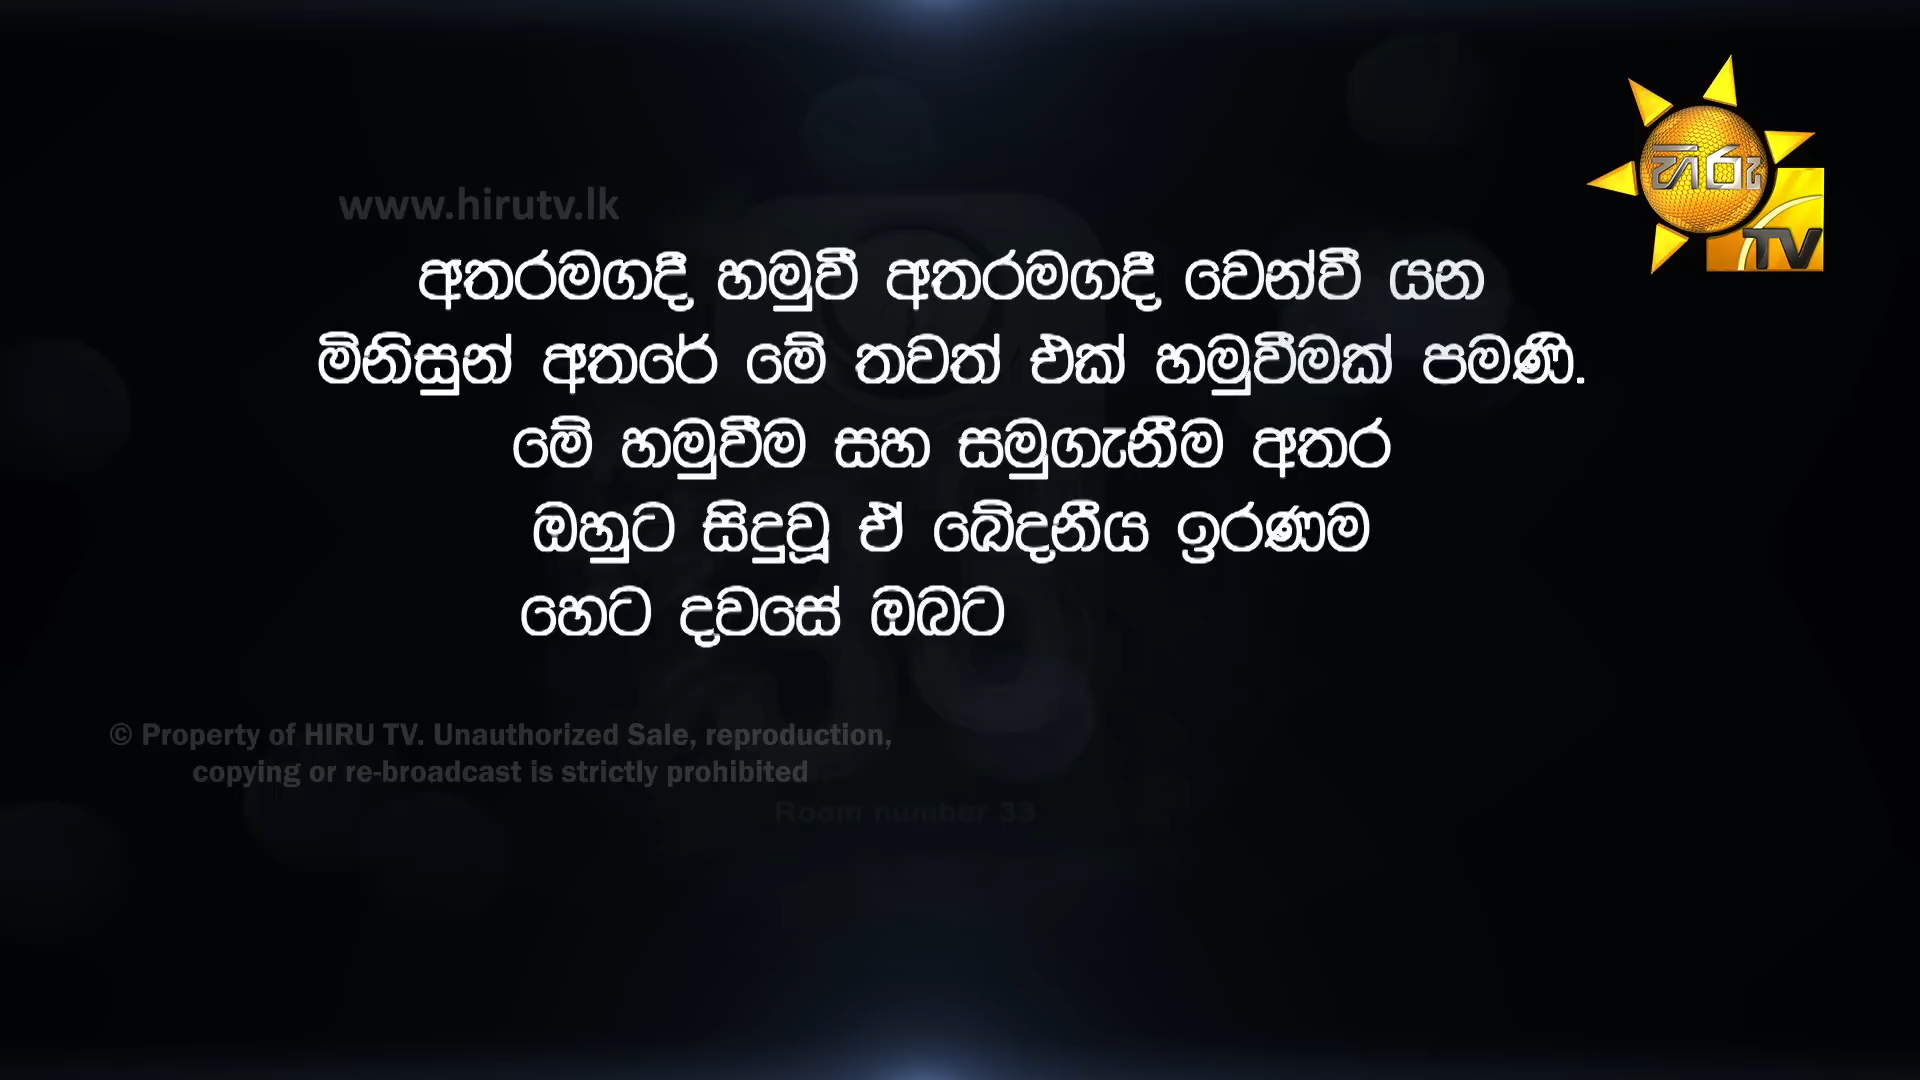 හිරු
TV
www.hirutv.lk
අතරමගදී හමුවී අතරමගදී වෙන්වී යන
මිනිසුන් අතරේ මේ තවත් එක් හමුවීමක් පමණි.
මේ හමුවීම සහ සමුගැනීම අතර
ඔහුට සිදුවූ ඒ ඛේදනීය ඉරණම
හෙට දවසේ ඔබට
© Property of HIRU TV. Unauthorized Sale, reproduction,
copying or re-broadcast is strictly prohibited
Room number 33